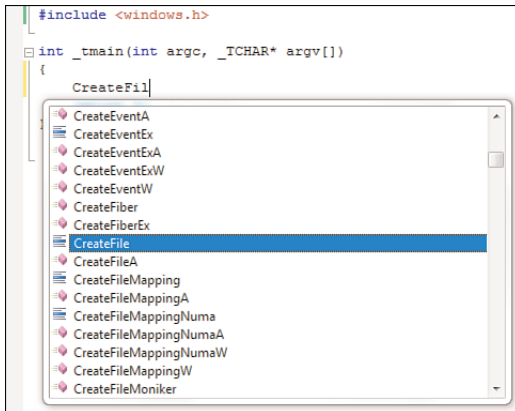 #include <windows.h>
int _tmain(int argc, _TCHAR* argv[])
{
CreateFil
CreateEventA
CreateEventEx
CreateEventExA
CreateEventExW
CreateEventW
CreateFiber
CreateFiberEx
CreateFile
CreateFileA
CreateFileMapping
CreateFileMappingA
CreateFileMappingNuma
CreateFileMappingNumaA
CreateFileMappingNumaW
CreateFileMappingW
CreateFileMoniker